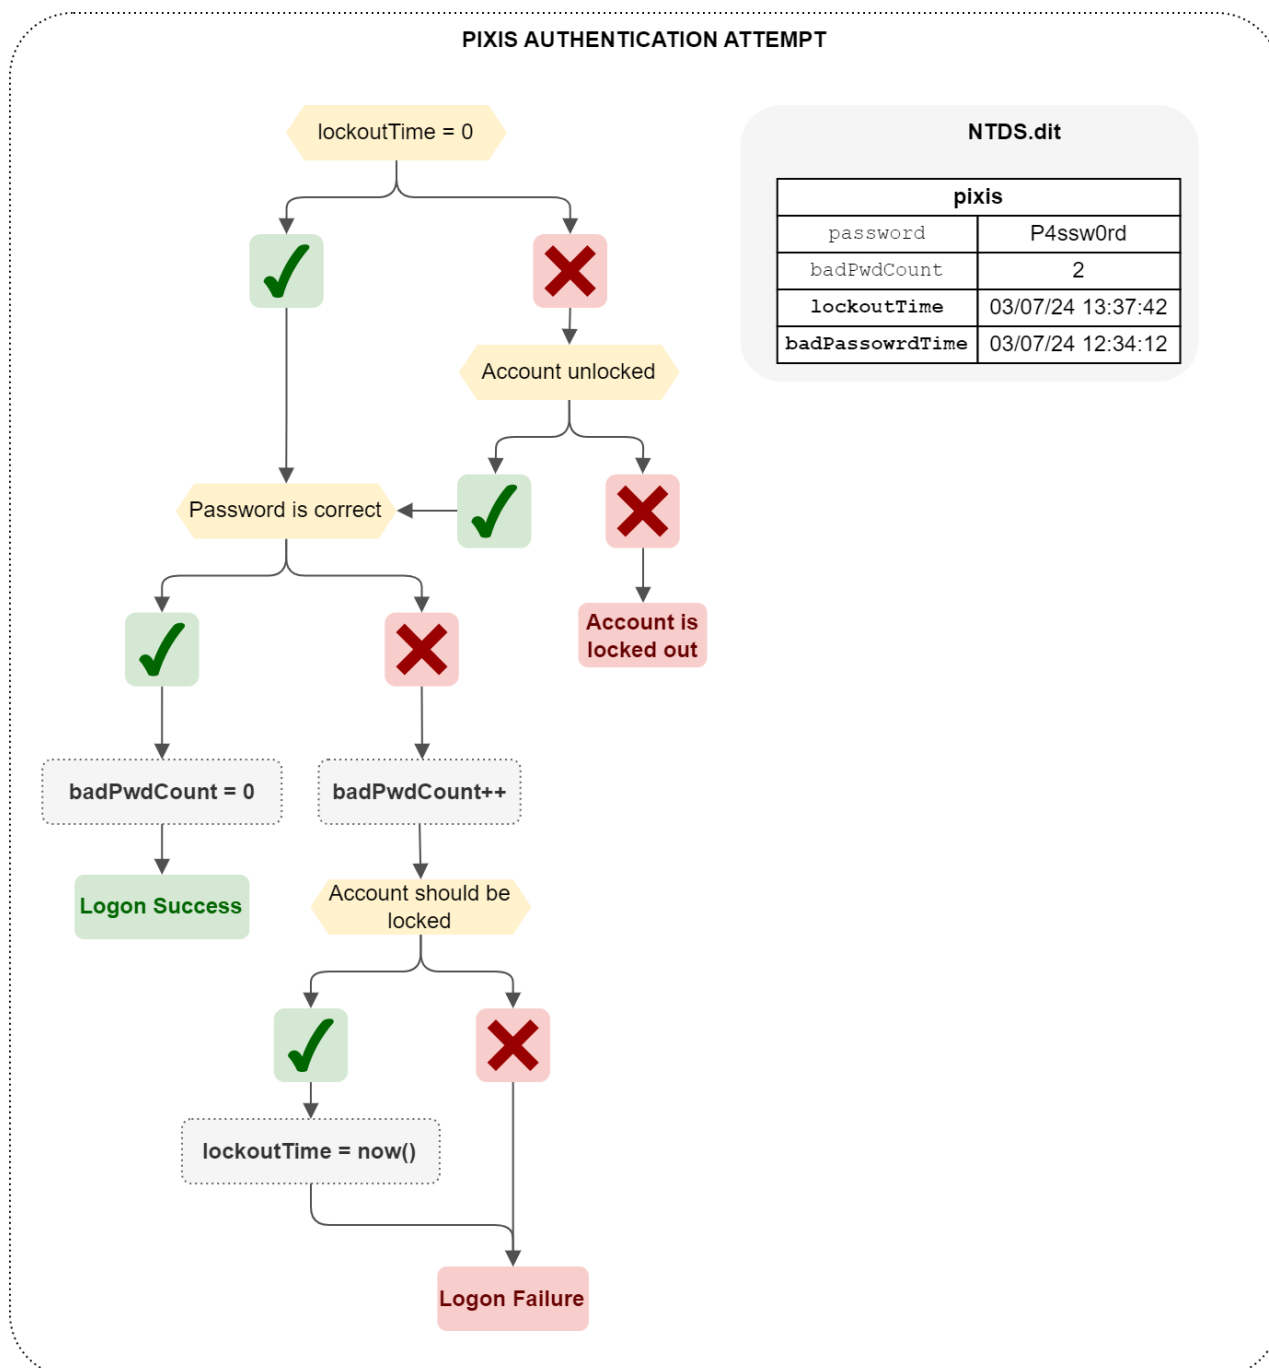 PIXIS AUTHENTICATION ATTEMPT
lockoutTime = 0
NTDS.dit
pixis
password P4ssw0rd
badPwdCount 2
lockoutTime 03/07/24 13:37:42
badPassowrdTime 03/07/24 12:34:12
Account unlocked
Password is correct
Account is
locked out
badPwdCount = 0
badPwdCount++
Logon Success
Account should be
locked
lockoutTime = now()
Logon Failure